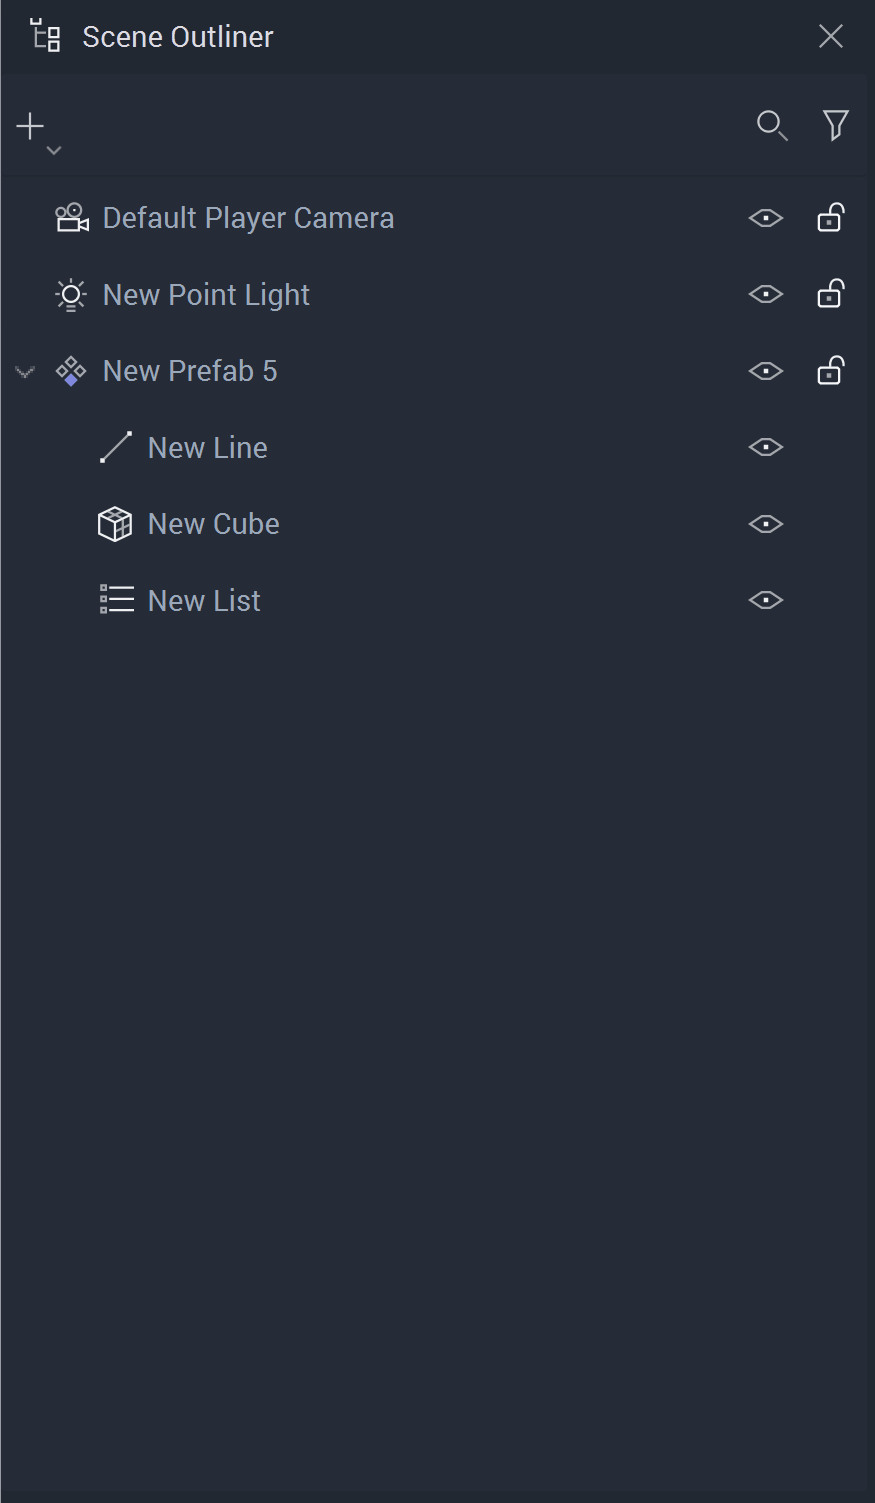 Scene Outliner
Default Player Camera
New Point Light
New Prefab 5
New Line
New Cube
New List